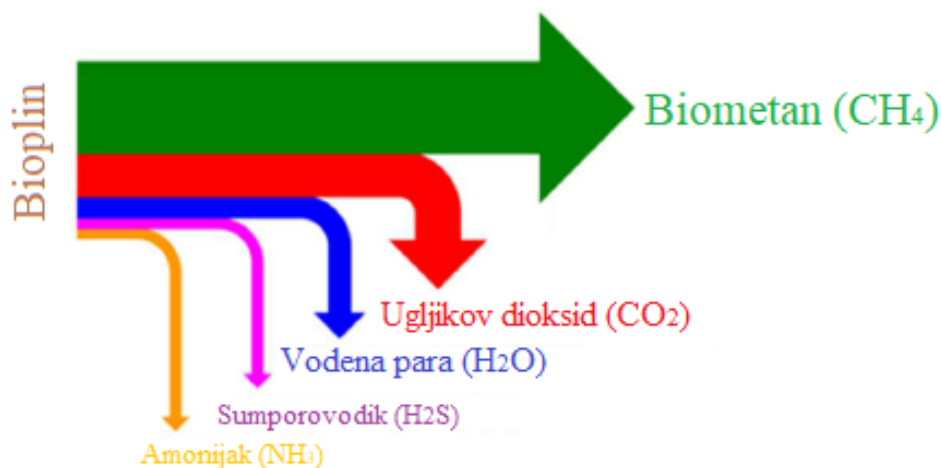 Bioplin
Biometan (CH₄)
Ugljikov dioksid (CO₂)
Vodena para (H₂O)
Sumporovodik (H2S)
Amonijak (NH₃)